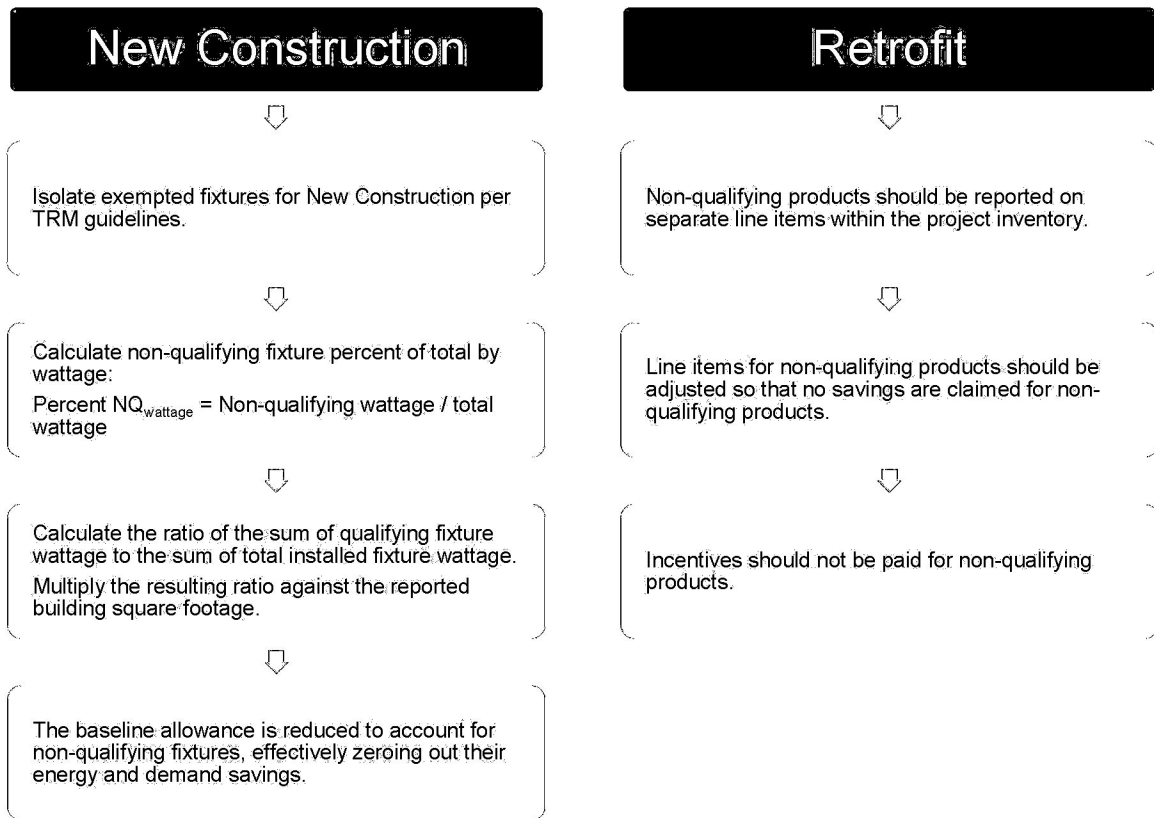 New Construction
Isolate exempted fixtures for New Construction per
TRM guidelines.
Calculate non-qualifying fixture percent of total by
wattage:
Percent NQwattage = Non-qualifying wattage / total
wattage
Calculate the ratio of the sum of qualifying fixture
wattage to the sum of total installed fixture wattage.
Multiply the resulting ratio against the reported
building square footage.
The baseline allowance is reduced to account for
non-qualifying fixtures, effectively zeroing out their
energy and demand savings.
Retrofit
Non-qualifying products should be reported on
separate line items within the project inventory.
Line items for non-qualifying products should be
adjusted so that no savings are claimed for non-
qualifying products.
Incentives should not be paid for non-qualifying
products.